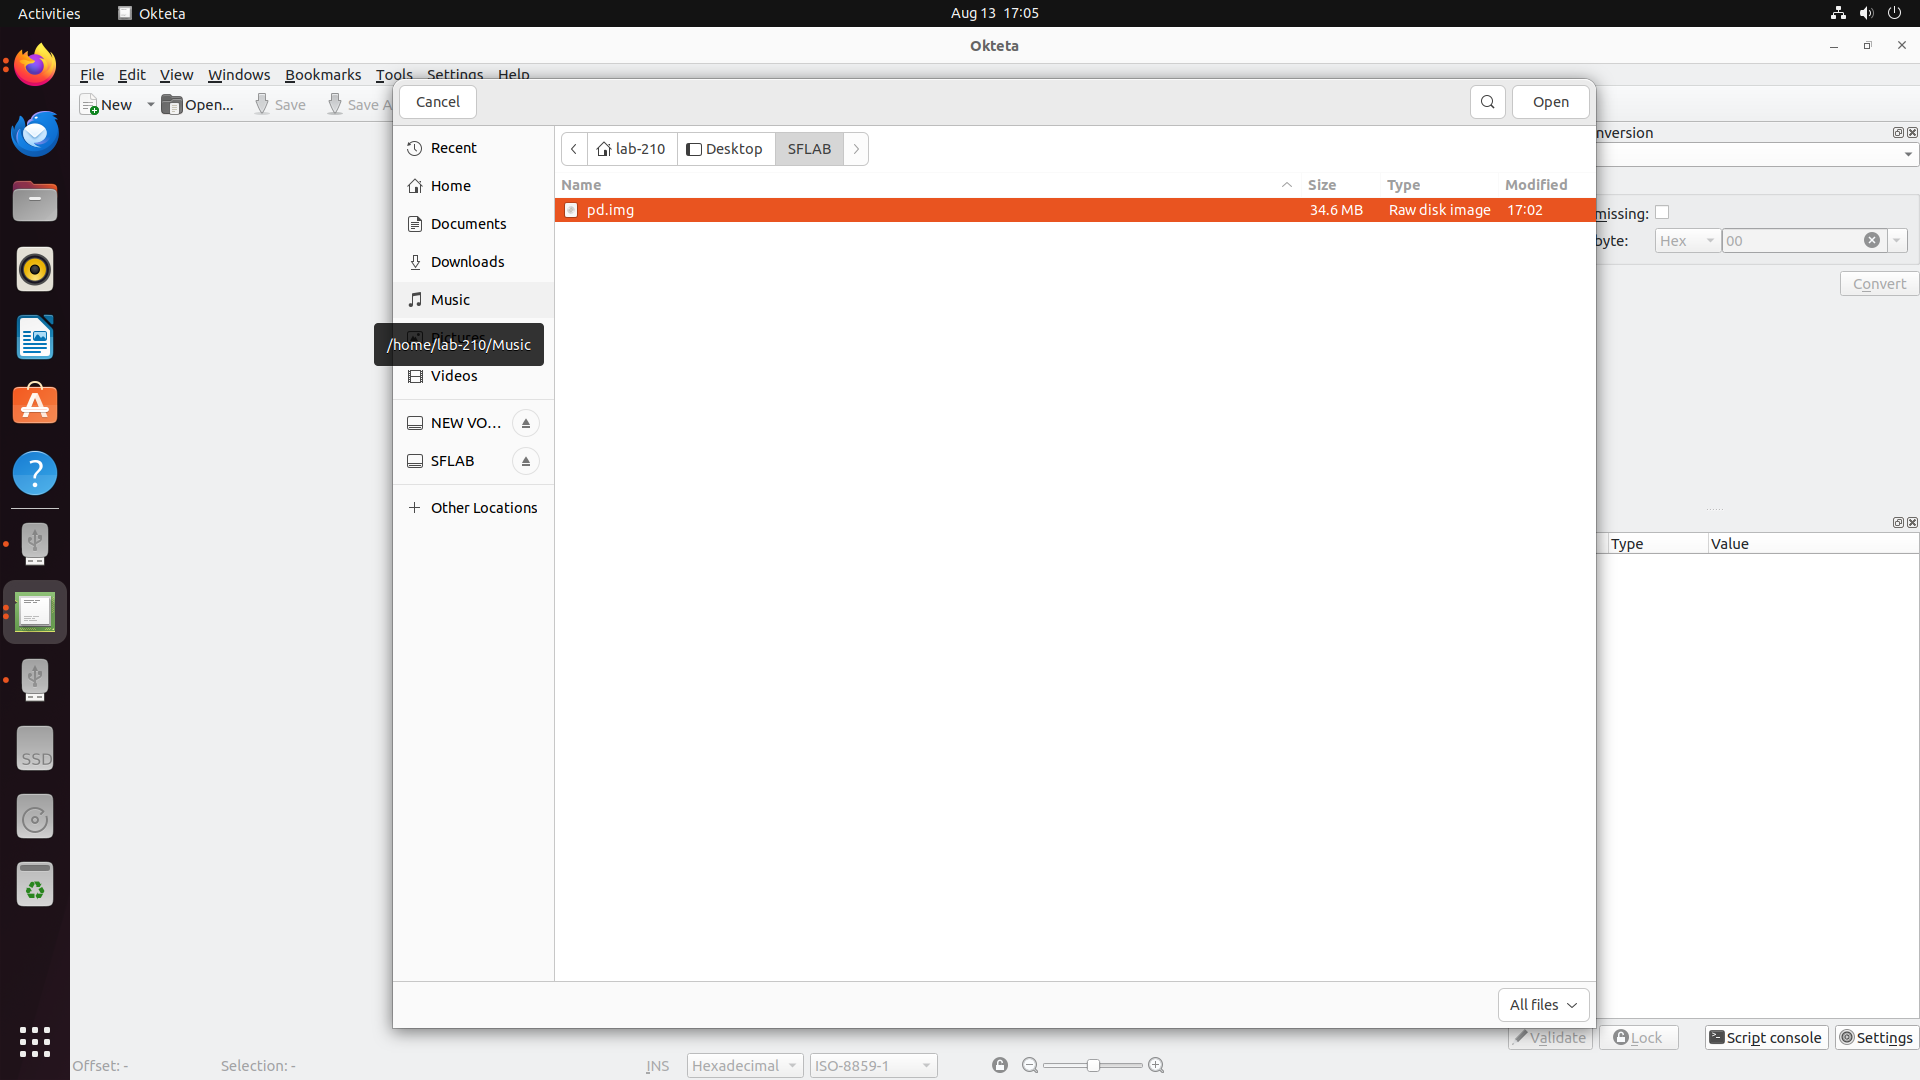 Activities Okteta Aug 13 17:05
Okteta
File Edit View Windows Bookmarks Tools Settings Help
New Open... Save Save A
Cancel Open
Recent
Home
Documents
Downloads
Music
Pictures
/home/lab-210/Music
Videos
NEW VO...
SFLAB
Other Locations
lab-210 Desktop SFLAB
Name Size Type Modified
pd.img 34.6 MB Raw disk image 17:02
All files
nversion
missing:
byte: Hex 00
Convert
Type Value
Validate Lock Script console Settings
Offset: - Selection: - INS Hexadecimal ISO-8859-1
SSD